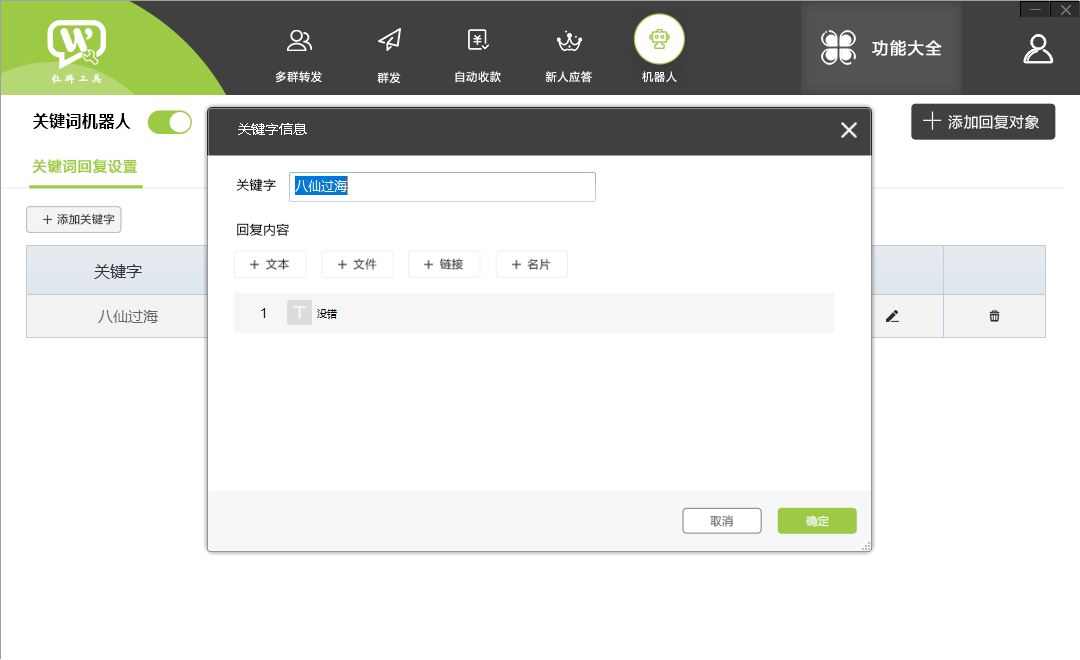 社群工具
多群转发
群发
自动收款
新人应答
机器人
功能大全
关键词机器人
添加回复对象
关键词回复设置
+ 添加关键字
关键字
八仙过海
关键字信息
关键字 八仙过海
回复内容
+ 文本 + 文件 + 链接 + 名片
1 T 没错
取消 确定